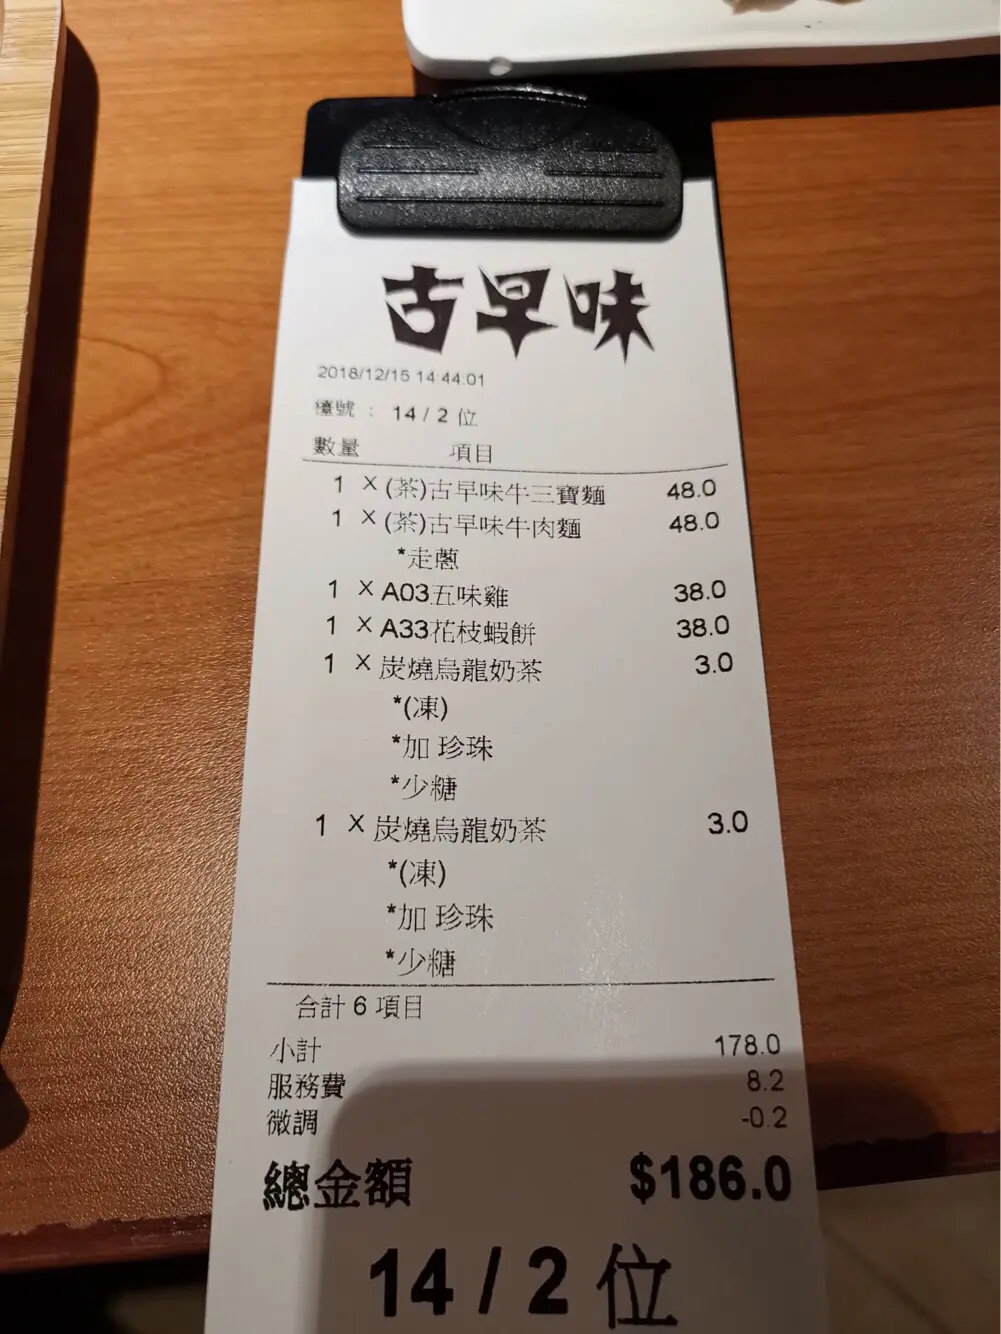 古早味
2018/12/15 14:44:01
檯號 : 14 / 2 位
數量 項目
1 X (茶)古早味牛三寶麵 48.0
1 X (茶)古早味牛肉麵 48.0
*走蔥
1 X A03五味雞 38.0
1 X A33花枝蝦餅 38.0
1 X 炭燒烏龍奶茶 3.0
*(凍)
*加 珍珠
*少糖
1 X 炭燒烏龍奶茶 3.0
*(凍)
*加 珍珠
*少糖
合計 6 項目
小計 178.0
服務費 8.2
微調 -0.2
總金額 $186.0
14 / 2 位